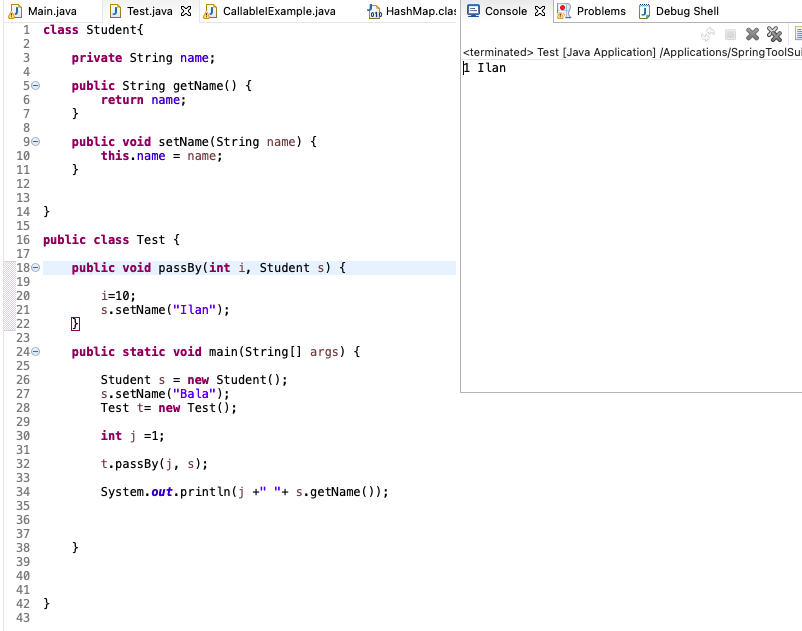 Main.java Test.java CallablelExample.java HashMap.clas
Console Problems Debug Shell
<terminated> Test [Java Application] /Applications/SpringToolSui
1 Ilan
1 class Student{
2
3 private String name;
4
5 public String getName() {
6 return name;
7 }
8
9 public void setName(String name) {
10 this.name = name;
11 }
12
13
14 }
15
16 public class Test {
17
18 public void passBy(int i, Student s) {
19
20 i=10;
21 s.setName("Ilan");
22 }
23
24 public static void main(String[] args) {
25
26 Student s = new Student();
27 s.setName("Bala");
28 Test t= new Test();
29
30 int j =1;
31
32 t.passBy(j, s);
33
34 System.out.println(j +" "+ s.getName());
35
36
37
38 }
39
40
41
42 }
43